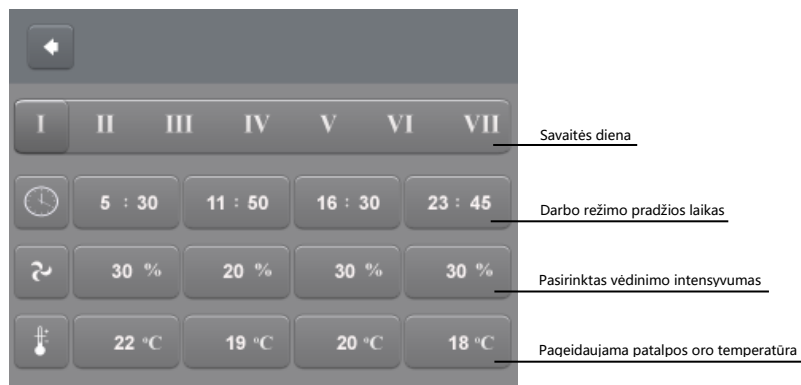 I II III IV V VI VII
Savaitės diena
5 : 30 11 : 50 16 : 30 23 : 45
Darbo režimo pradžios laikas
30 % 20 % 30 % 30 %
Pasirinktas vėdinimo intensyvumas
22 °C 19 °C 20 °C 18 °C
Pageidaujama patalpos oro temperatūra